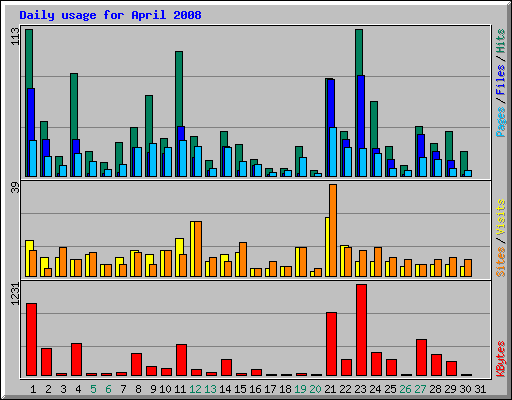 Daily usage for April 2008
113
Pages / Files / Hits
39
Sites / Visits
1231
KBytes
1 2 3 4 5 6 7 8 9 10 11 12 13 14 15 16 17 18 19 20 21 22 23 24 25 26 27 28 29 30 31